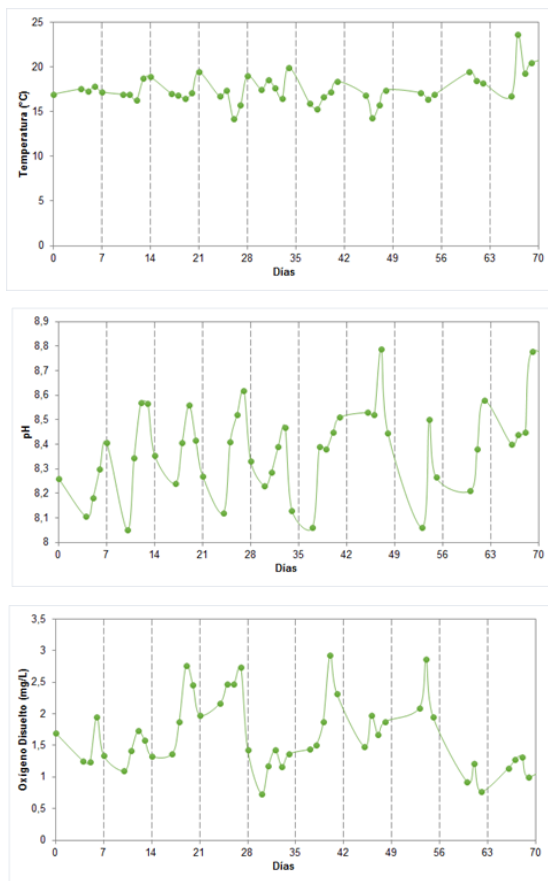 25
20
15
10
5
0
Temperatura (°C)
0 7 14 21 28 35 42 49 56 63 70
Días
8,9
8,8
8,7
8,6
8,5
8,4
8,3
8,2
8,1
8
pH
0 7 14 21 28 35 42 49 56 63 70
Días
3,5
3
2,5
2
1,5
1
0,5
0
Oxígeno Disuelto (mg/L)
0 7 14 21 28 35 42 49 56 63 70
Días